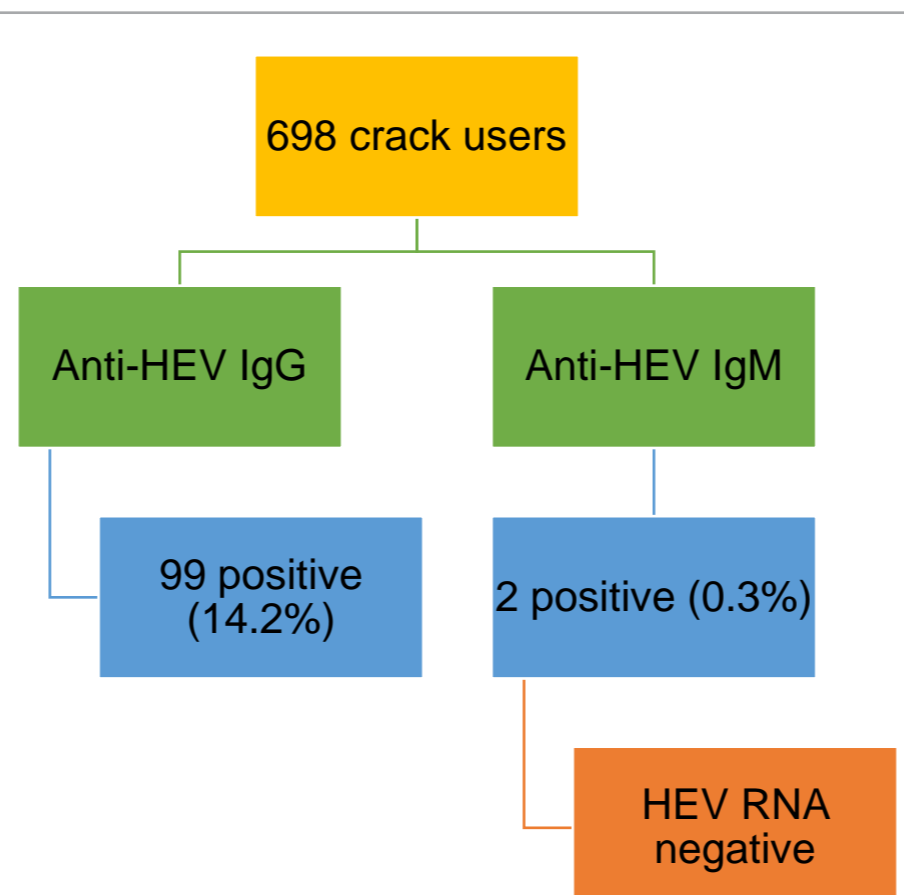 698 crack users
Anti-HEV IgG
Anti-HEV IgM
99 positive
(14.2%)
2 positive (0.3%)
HEV RNA
negative